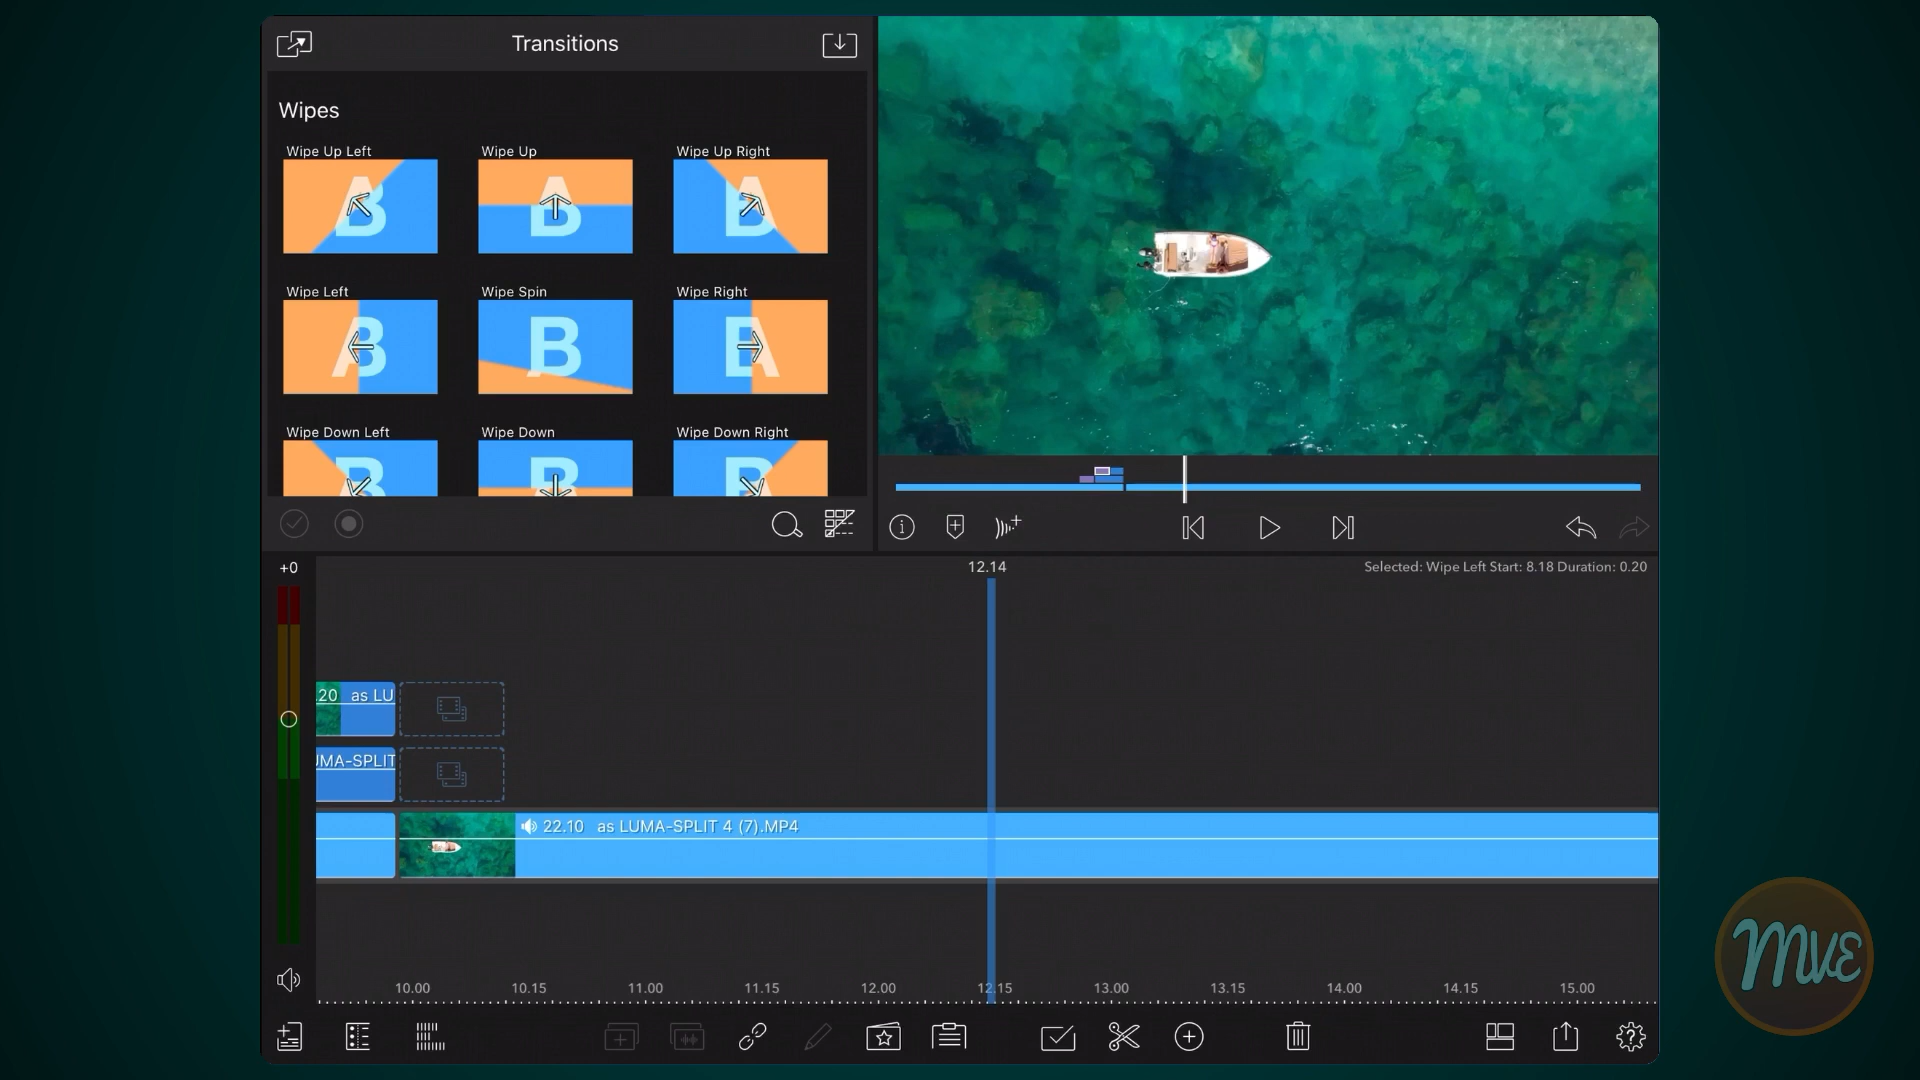 Transitions
Wipes
Wipe Up Left
Wipe Up
Wipe Up Right
Wipe Left
Wipe Spin
Wipe Right
Wipe Down Left
Wipe Down
Wipe Down Right
+0
12.14
Selected: Wipe Left Start: 8.18 Duration: 0.20
.20 as LU
UMA-SPLIT
22.10 as LUMA-SPLIT 4 (7).MP4
10.00 10.15 11.00 11.15 12.00 12.15 13.00 13.15 14.00 14.15 15.00
MVE